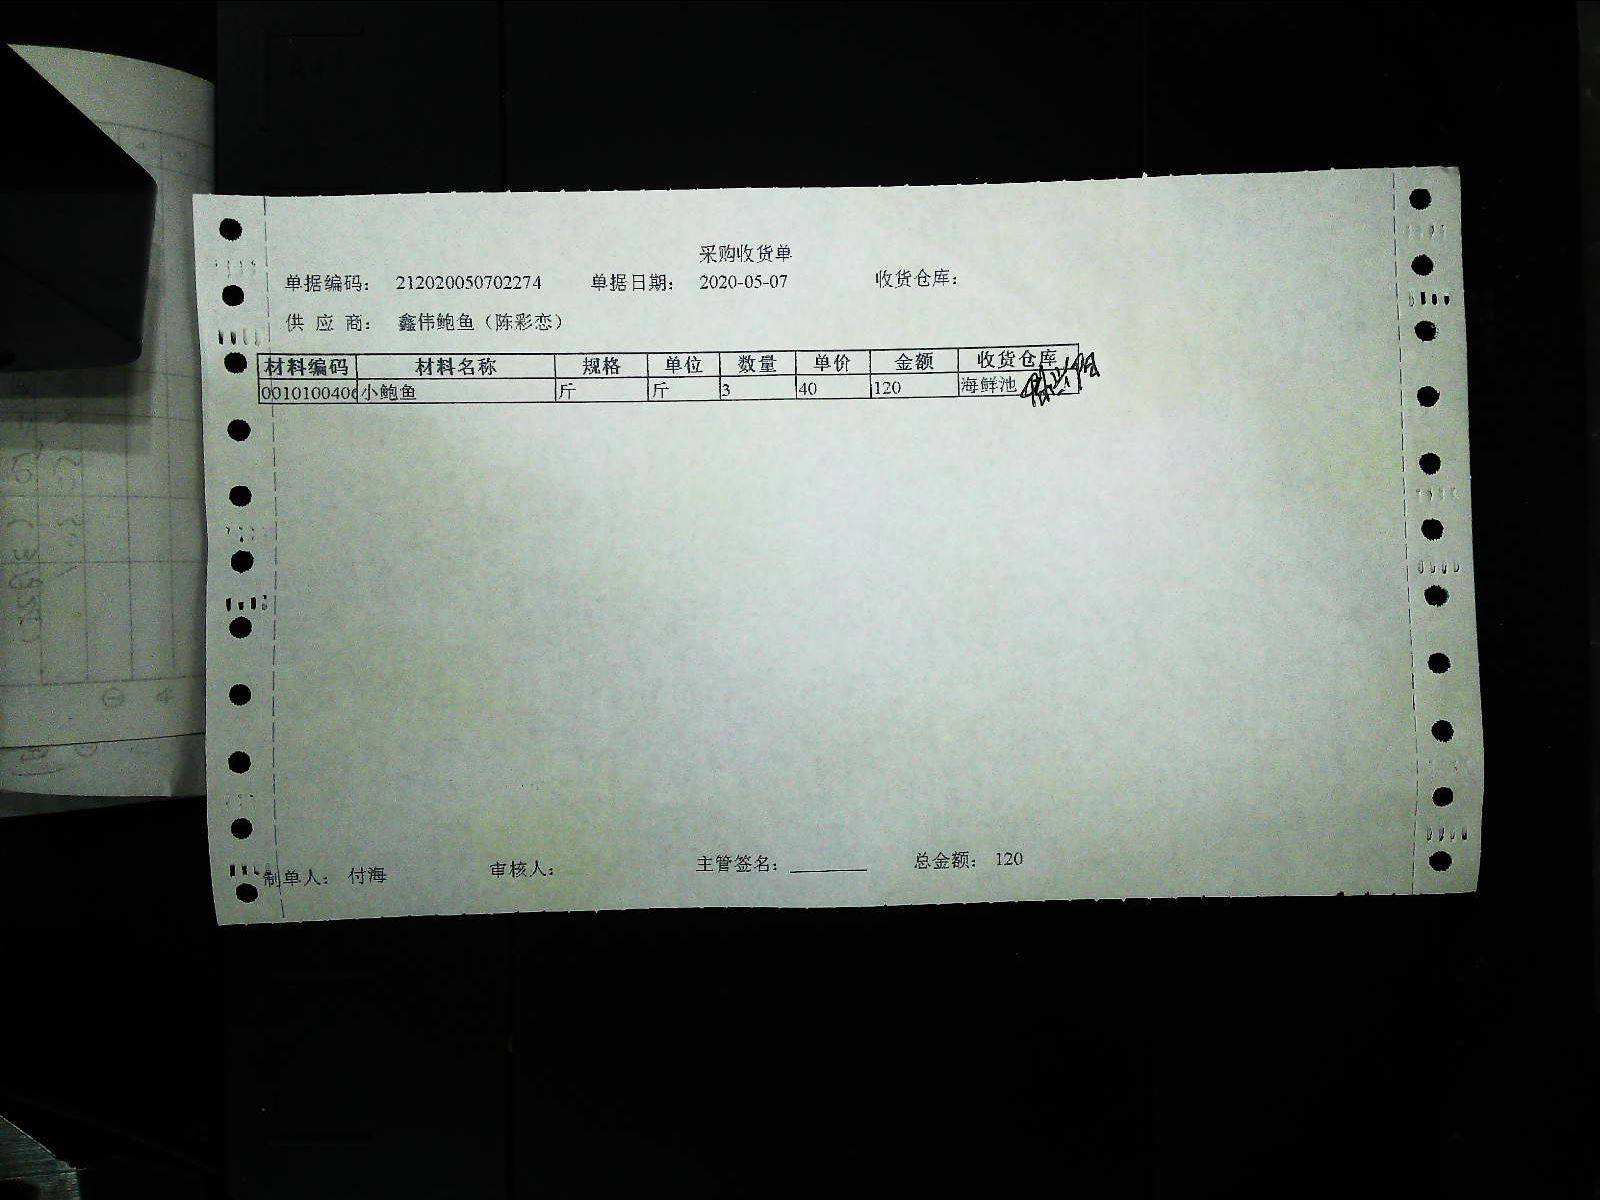 采购收货单
单据编码： 212020050702274 单据日期： 2020-05-07 收货仓库：
供 应 商： 鑫伟鲍鱼（陈彩恋）
材料编码 材料名称 规格 单位 数量 单价 金额 收货仓库
0010100406 小鲍鱼 斤 斤 3 40 120 海鲜池
制单人： 付海 审核人： 主管签名：________ 总金额： 120